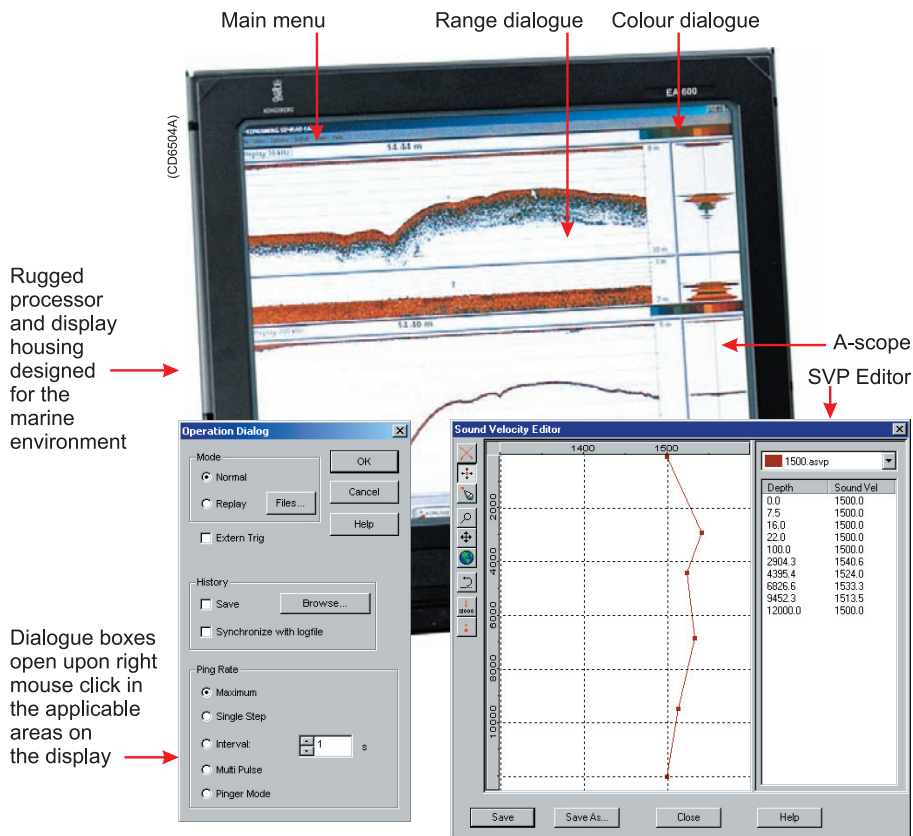 Main menu
Range dialogue
Colour dialogue
EA 600
KONGSBERG
(CD6504A)
14.44 m
14.40 m
Rugged
processor
and display
housing
designed
for the
marine
environment
A-scope
SVP Editor
Operation Dialog
Mode
Normal
Replay
Files...
OK
Cancel
Help
Extern Trig
History
Save
Browse...
Synchronize with logfile
Ping Rate
Maximum
Single Step
Interval:
1
s
Multi Pulse
Pinger Mode
Dialogue boxes
open upon right
mouse click in
the applicable
areas on
the display
Sound Velocity Editor
1400
1500
2000
4000
6000
8000
10000
12000
1500.asvp
Depth Sound Vel
0.0 1500.0
7.5 1500.0
16.0 1500.0
22.0 1500.0
100.0 1500.0
2904.3 1540.6
4395.4 1524.0
6826.6 1533.3
9452.3 1513.5
12000.0 1500.0
Save
Save As...
Close
Help